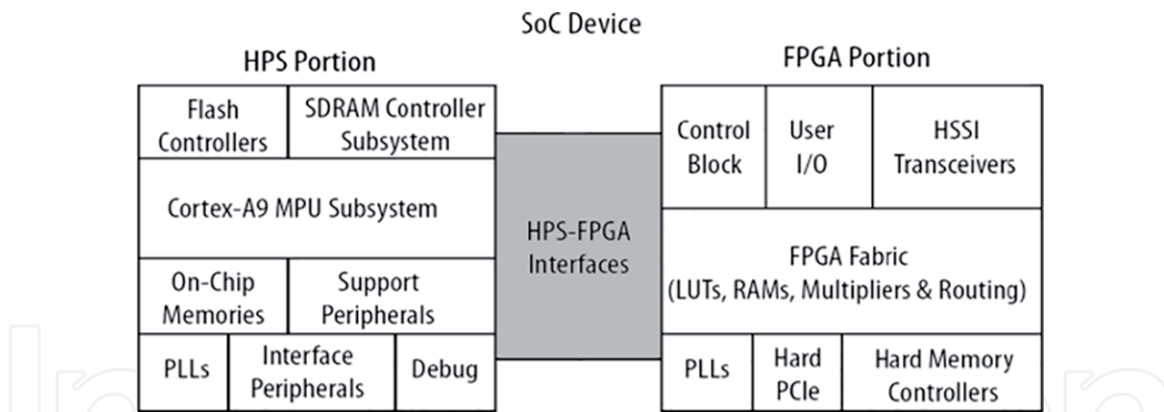 SoC Device
HPS Portion
FPGA Portion
Flash
Controllers
SDRAM Controller
Subsystem
Cortex-A9 MPU Subsystem
On-Chip
Memories
Support
Peripherals
PLLs
Interface
Peripherals
Debug
HPS-FPGA
Interfaces
Control
Block
User
I/O
HSSI
Transceivers
FPGA Fabric
(LUTs, RAMs, Multipliers & Routing)
PLLs
Hard
PCIe
Hard Memory
Controllers